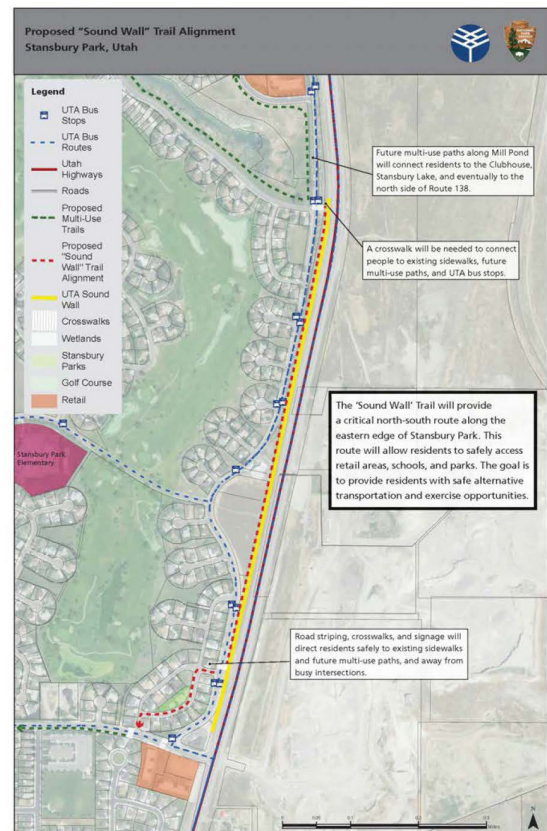 Proposed "Sound Wall" Trail Alignment
Stansbury Park, Utah
Legend
UTA Bus
Stops
UTA Bus
Routes
Utah
Highways
Roads
Proposed
Multi-Use
Trails
Proposed
"Sound
Wall" Trail
Alignment
UTA Sound
Wall
Crosswalks
Wetlands
Stansbury
Parks
Golf Course
Retail
Future multi-use paths along Mill Pond
will connect residents to the Clubhouse,
Stansbury Lake, and eventually to the
north side of Route 138.
A crosswalk will be needed to connect
people to existing sidewalks, future
multi-use paths, and UTA bus stops.
The 'Sound Wall' Trail will provide
a critical north-south route along the
eastern edge of Stansbury Park. This
route will allow residents to safely access
retail areas, schools, and parks. The goal is
to provide residents with safe alternative
transportation and exercise opportunities.
Stansbury Park
Elementary
Road striping, crosswalks, and signage will
direct residents safely to existing sidewalks
and future multi-use paths, and away from
busy intersections.
N